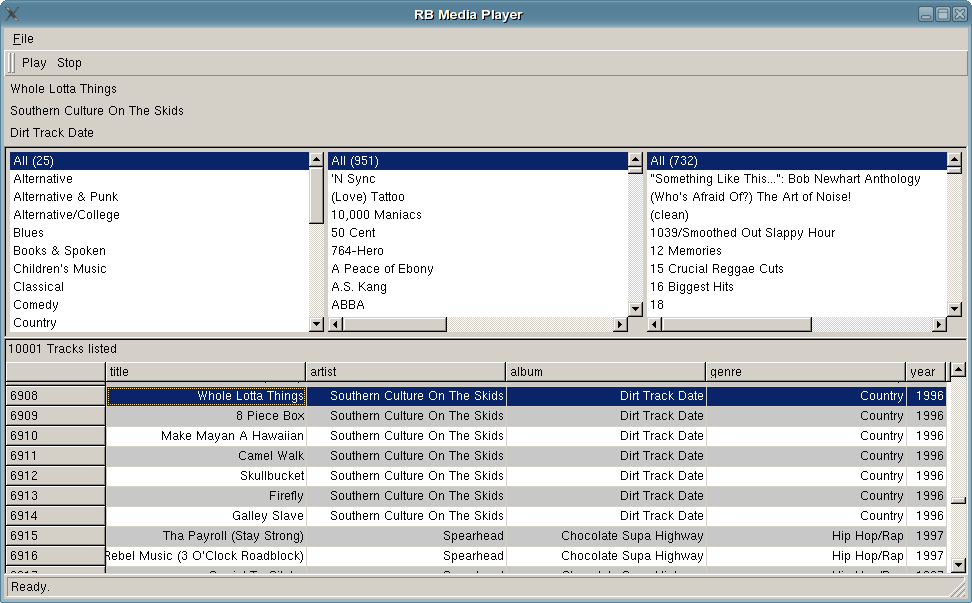 RB Media Player
File
Play Stop
Whole Lotta Things
Southern Culture On The Skids
Dirt Track Date
All (25)
Alternative
Alternative & Punk
Alternative/College
Blues
Books & Spoken
Children's Music
Classical
Comedy
Country
All (951)
'N Sync
(Love) Tattoo
10,000 Maniacs
50 Cent
764-Hero
A Peace of Ebony
A.S. Kang
ABBA
All (732)
"Something Like This...": Bob Newhart Anthology
(Who's Afraid Of?) The Art of Noise!
(clean)
1039/Smoothed Out Slappy Hour
12 Memories
15 Crucial Reggae Cuts
16 Biggest Hits
18
10001 Tracks listed
title artist album genre year
6908 Whole Lotta Things Southern Culture On The Skids Dirt Track Date Country 1996
6909 8 Piece Box Southern Culture On The Skids Dirt Track Date Country 1996
6910 Make Mayan A Hawaiian Southern Culture On The Skids Dirt Track Date Country 1996
6911 Camel Walk Southern Culture On The Skids Dirt Track Date Country 1996
6912 Skullbucket Southern Culture On The Skids Dirt Track Date Country 1996
6913 Firefly Southern Culture On The Skids Dirt Track Date Country 1996
6914 Galley Slave Southern Culture On The Skids Dirt Track Date Country 1996
6915 Tha Payroll (Stay Strong) Spearhead Chocolate Supa Highway Hip Hop/Rap 1997
6916 Rebel Music (3 O'Clock Roadblock) Spearhead Chocolate Supa Highway Hip Hop/Rap 1997
Ready.